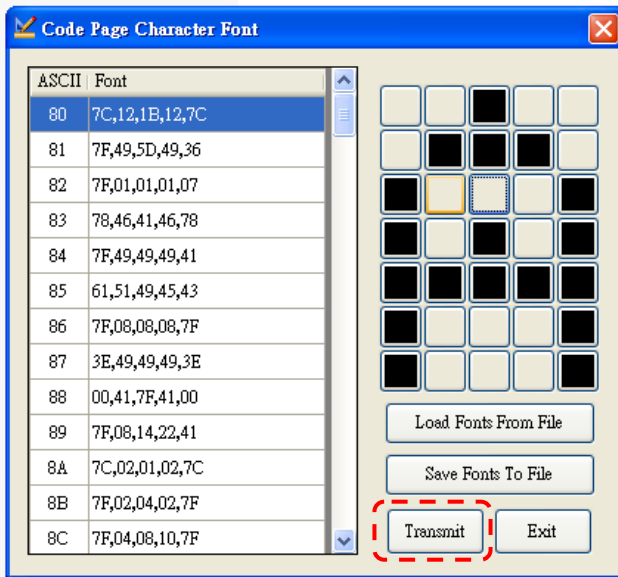 Code Page Character Font
ASCII Font
80 7C,12,1B,12,7C
81 7F,49,5D,49,36
82 7F,01,01,01,07
83 78,46,41,46,78
84 7F,49,49,49,41
85 61,51,49,45,43
86 7F,08,08,08,7F
87 3E,49,49,49,3E
88 00,41,7F,41,00
89 7F,08,14,22,41
8A 7C,02,01,02,7C
8B 7F,02,04,02,7F
8C 7F,04,08,10,7F
Load Fonts From File
Save Fonts To File
Transmit Exit